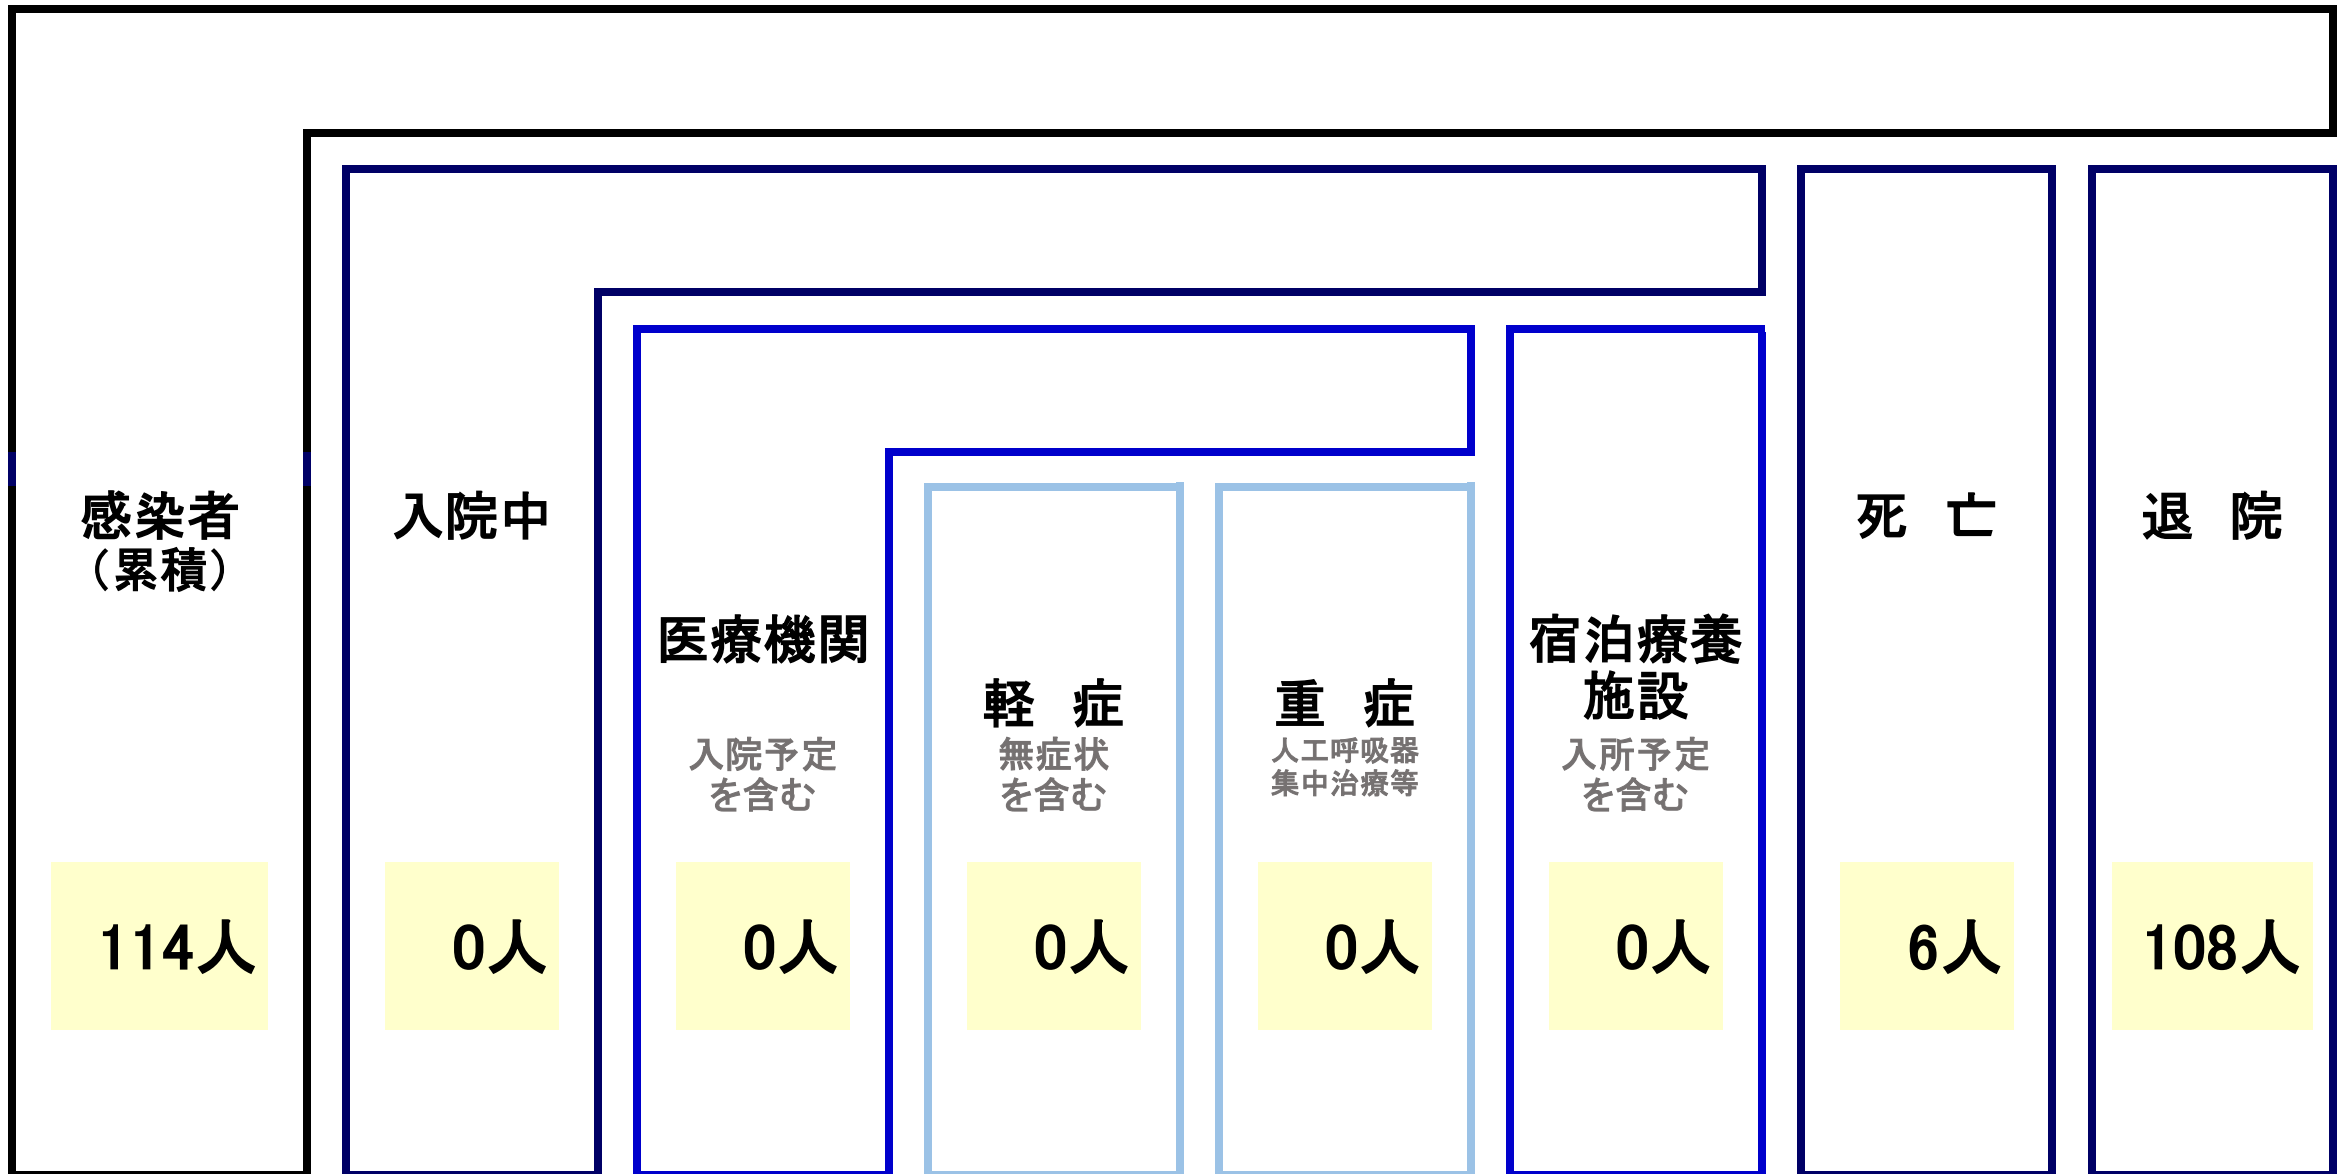 感染者
（累積）
114人
入院中
0人
医療機関
入院予定
を含む
0人
軽 症
無症状
を含む
0人
重 症
人工呼吸器
集中治療等
0人
宿泊療養
施設
入所予定
を含む
0人
死 亡
6人
退 院
108人